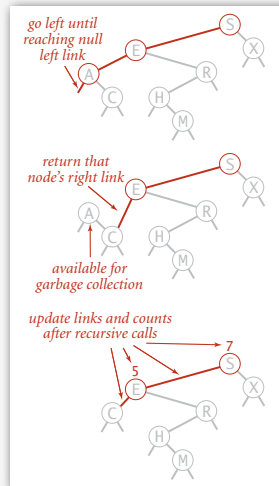 go left until
reaching null
left link
S
E
X
A
R
C
H
M
return that
node's right link
S
E
X
A
R
C
H
M
available for
garbage collection
update links and counts
after recursive calls
7
5
S
E
X
C
R
H
M